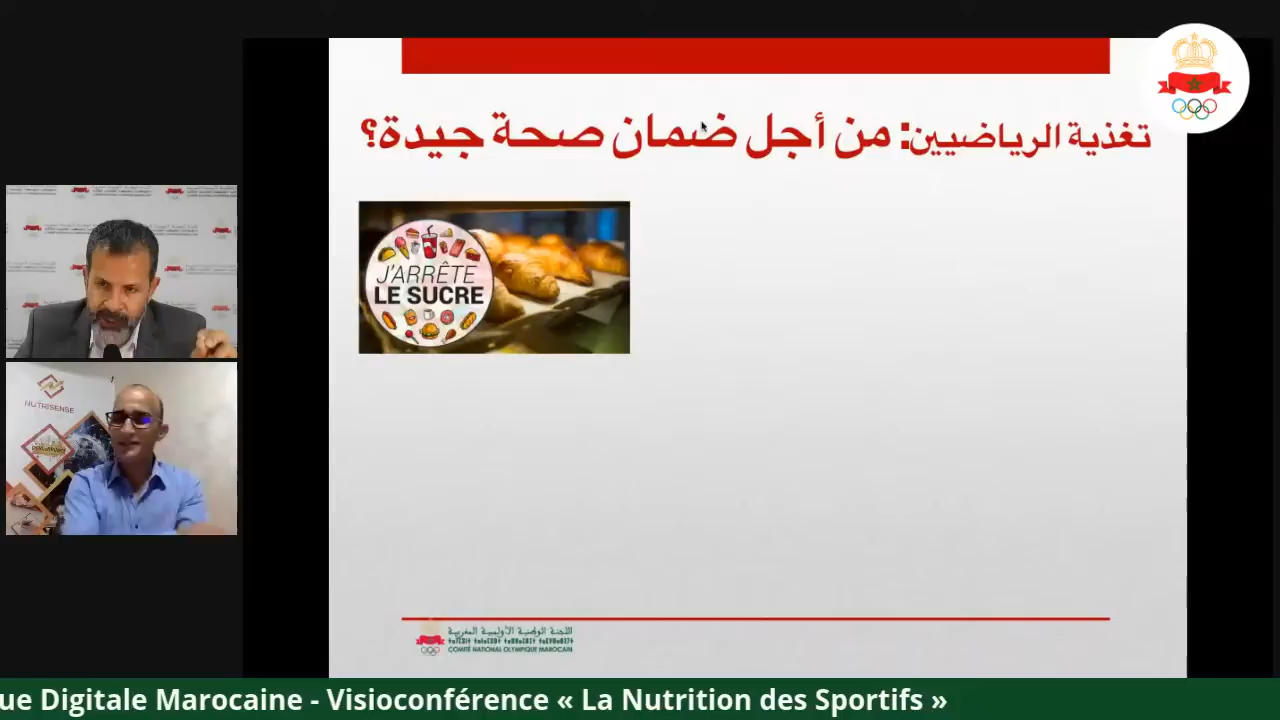 تغذية الرياضيين: من أجل ضمان صحة جيدة؟
J'ARRÊTE
LE SUCRE
NUTRISENSE
اللجنة الوطنية الأولمبية المغربية
COMITÉ NATIONAL OLYMPIQUE MAROCAIN
ue Digitale Marocaine - Visioconférence « La Nutrition des Sportifs »